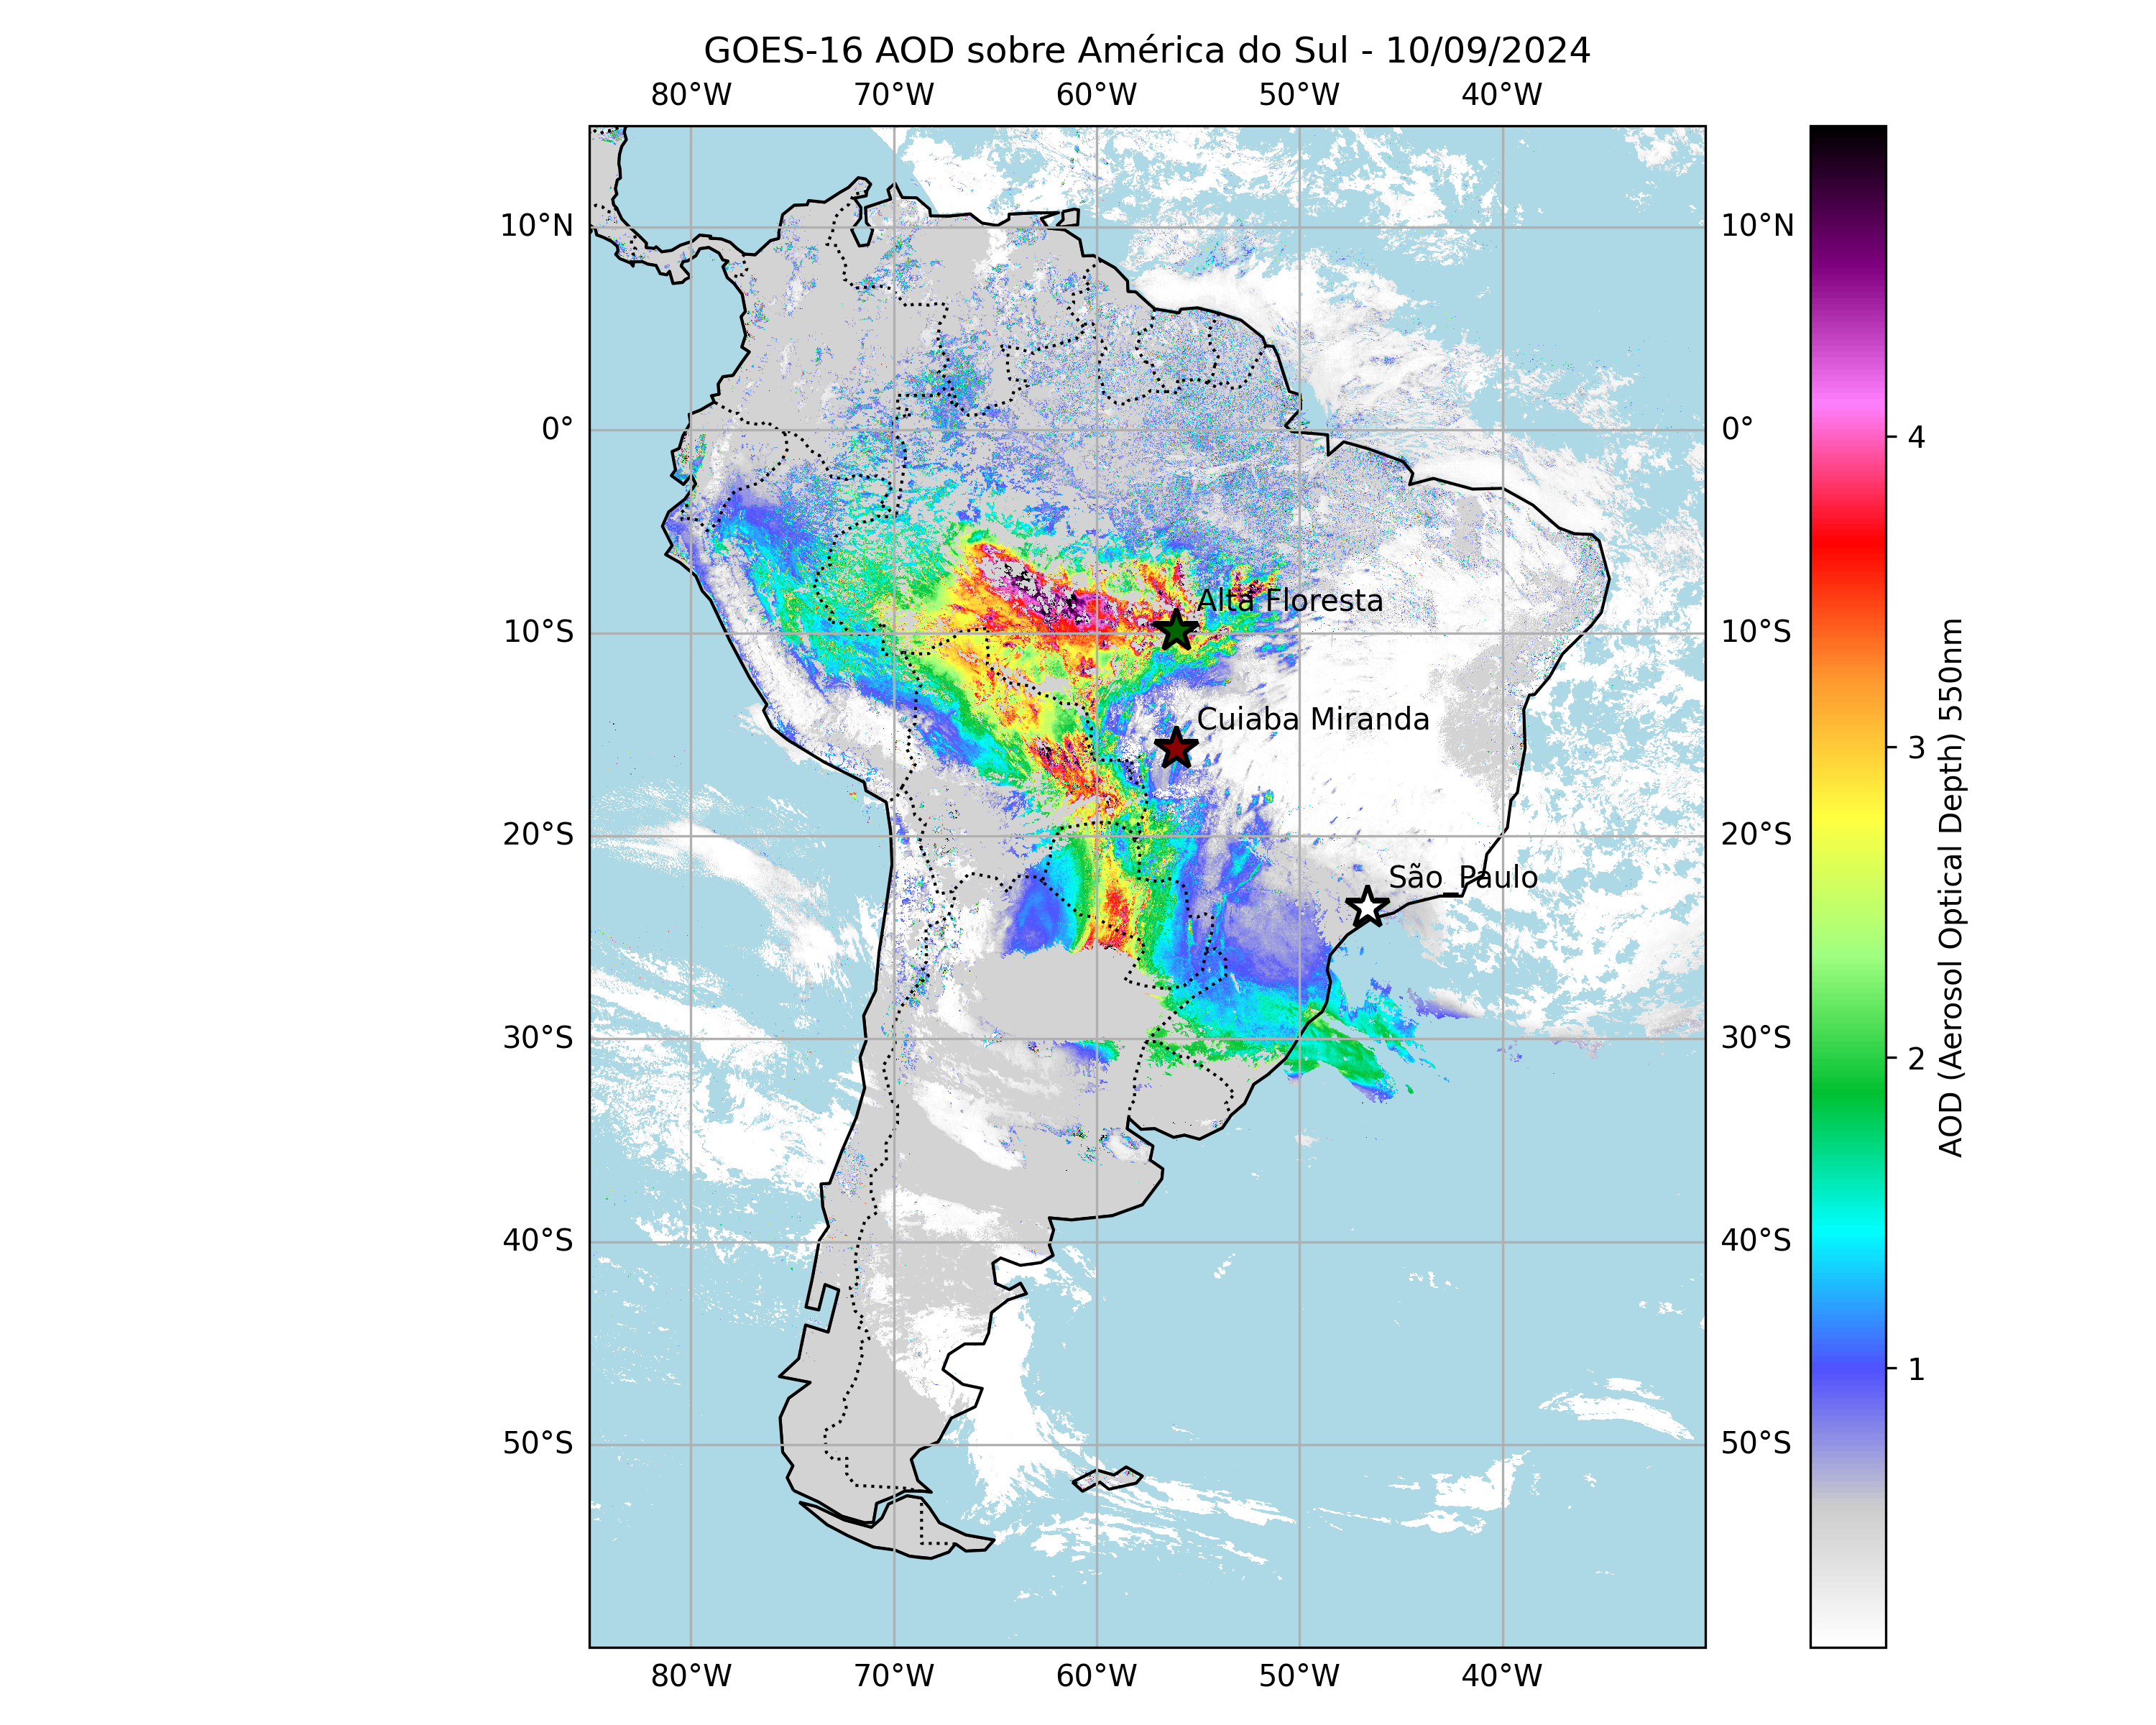 GOES-16 AOD sobre América do Sul - 10/09/2024
80°W 70°W 60°W 50°W 40°W
10°N 10°N
0° 0°
Alta Floresta
10°S 10°S
Cuiaba Miranda
20°S 20°S
São_Paulo
30°S 30°S
40°S 40°S
50°S 50°S
80°W 70°W 60°W 50°W 40°W
4
3
2
1
AOD (Aerosol Optical Depth) 550nm